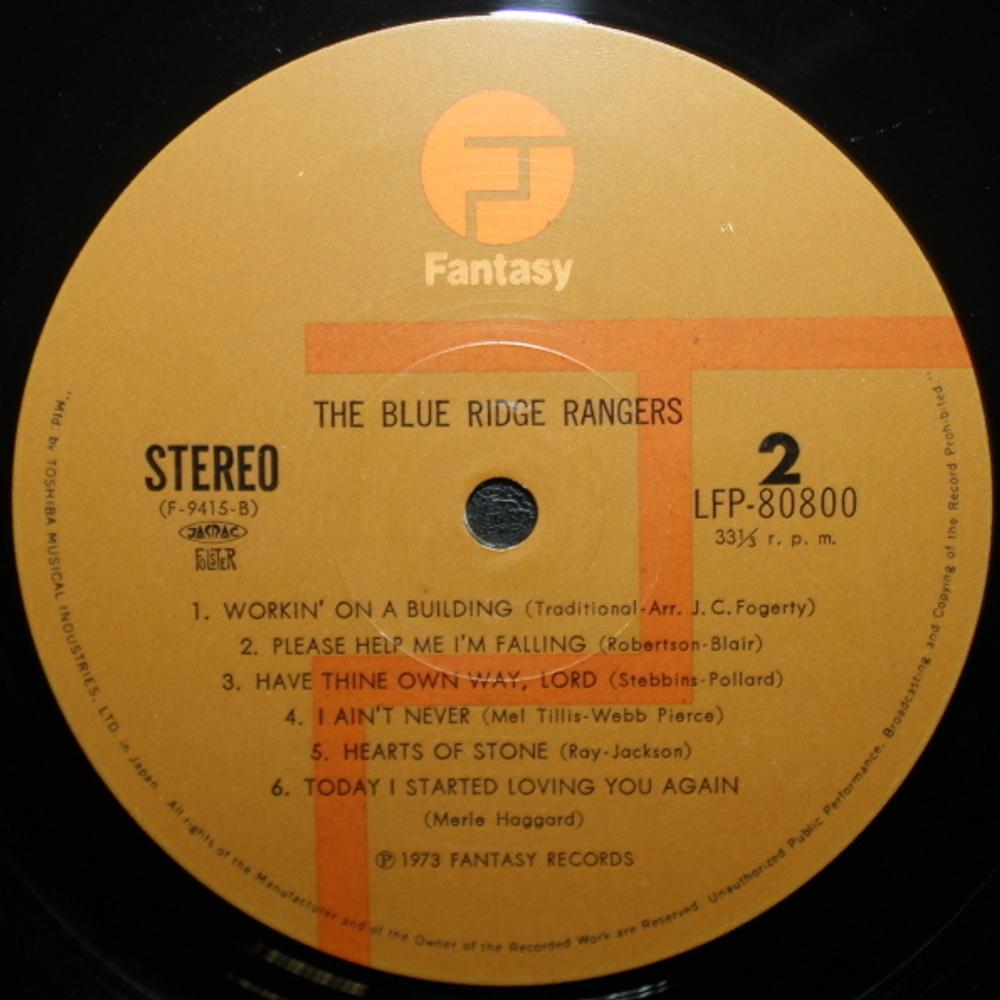 Fantasy
THE BLUE RIDGE RANGERS
STEREO
(F-9415-B)
JASRAC
FOLSTER
2
LFP-80800
33⅓ r. p. m.
1. WORKIN' ON A BUILDING (Traditional-Arr. J. C. Fogerty)
2. PLEASE HELP ME I'M FALLING (Robertson-Blair)
3. HAVE THINE OWN WAY, LORD (Stebbins-Pollard)
4. I AIN'T NEVER (Mel Tillis-Webb Pierce)
5. HEARTS OF STONE (Ray-Jackson)
6. TODAY I STARTED LOVING YOU AGAIN
(Merle Haggard)
℗ 1973 FANTASY RECORDS
"Mfd. by TOSHIBA MUSICAL INDUSTRIES, LTD. in Japan. All rights of the Manufacturer and of the Owner of the Recorded Work are Reserved. Unauthorized Public Performance, Broadcasting and Copying of the Record Prohibited."